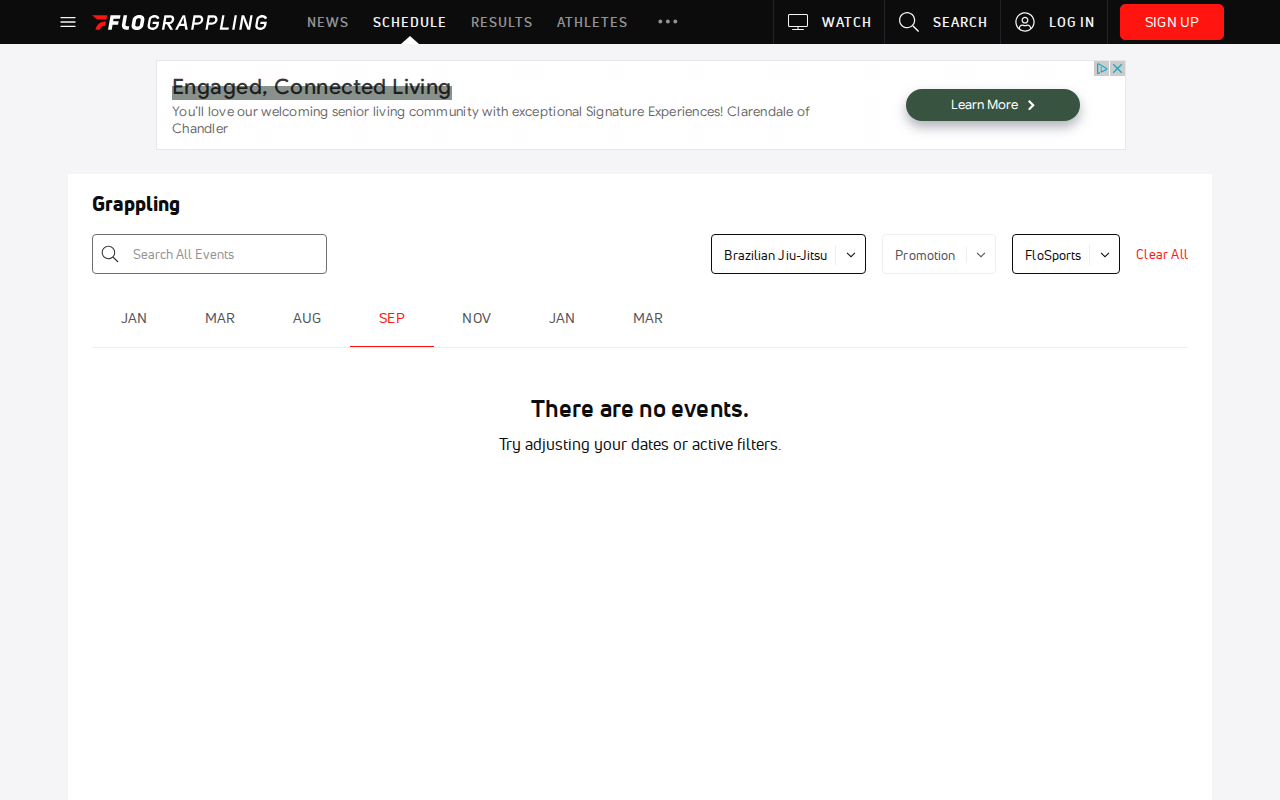 FLOGRAPPLING NEWS SCHEDULE RESULTS ATHLETES WATCH SEARCH LOG IN SIGN UP
Engaged, Connected Living
You'll love our welcoming senior living community with exceptional Signature Experiences! Clarendale of
Chandler
Learn More
Grappling
Search All Events Brazilian Jiu-Jitsu Promotion FloSports Clear All
JAN MAR AUG SEP NOV JAN MAR
There are no events.
Try adjusting your dates or active filters.